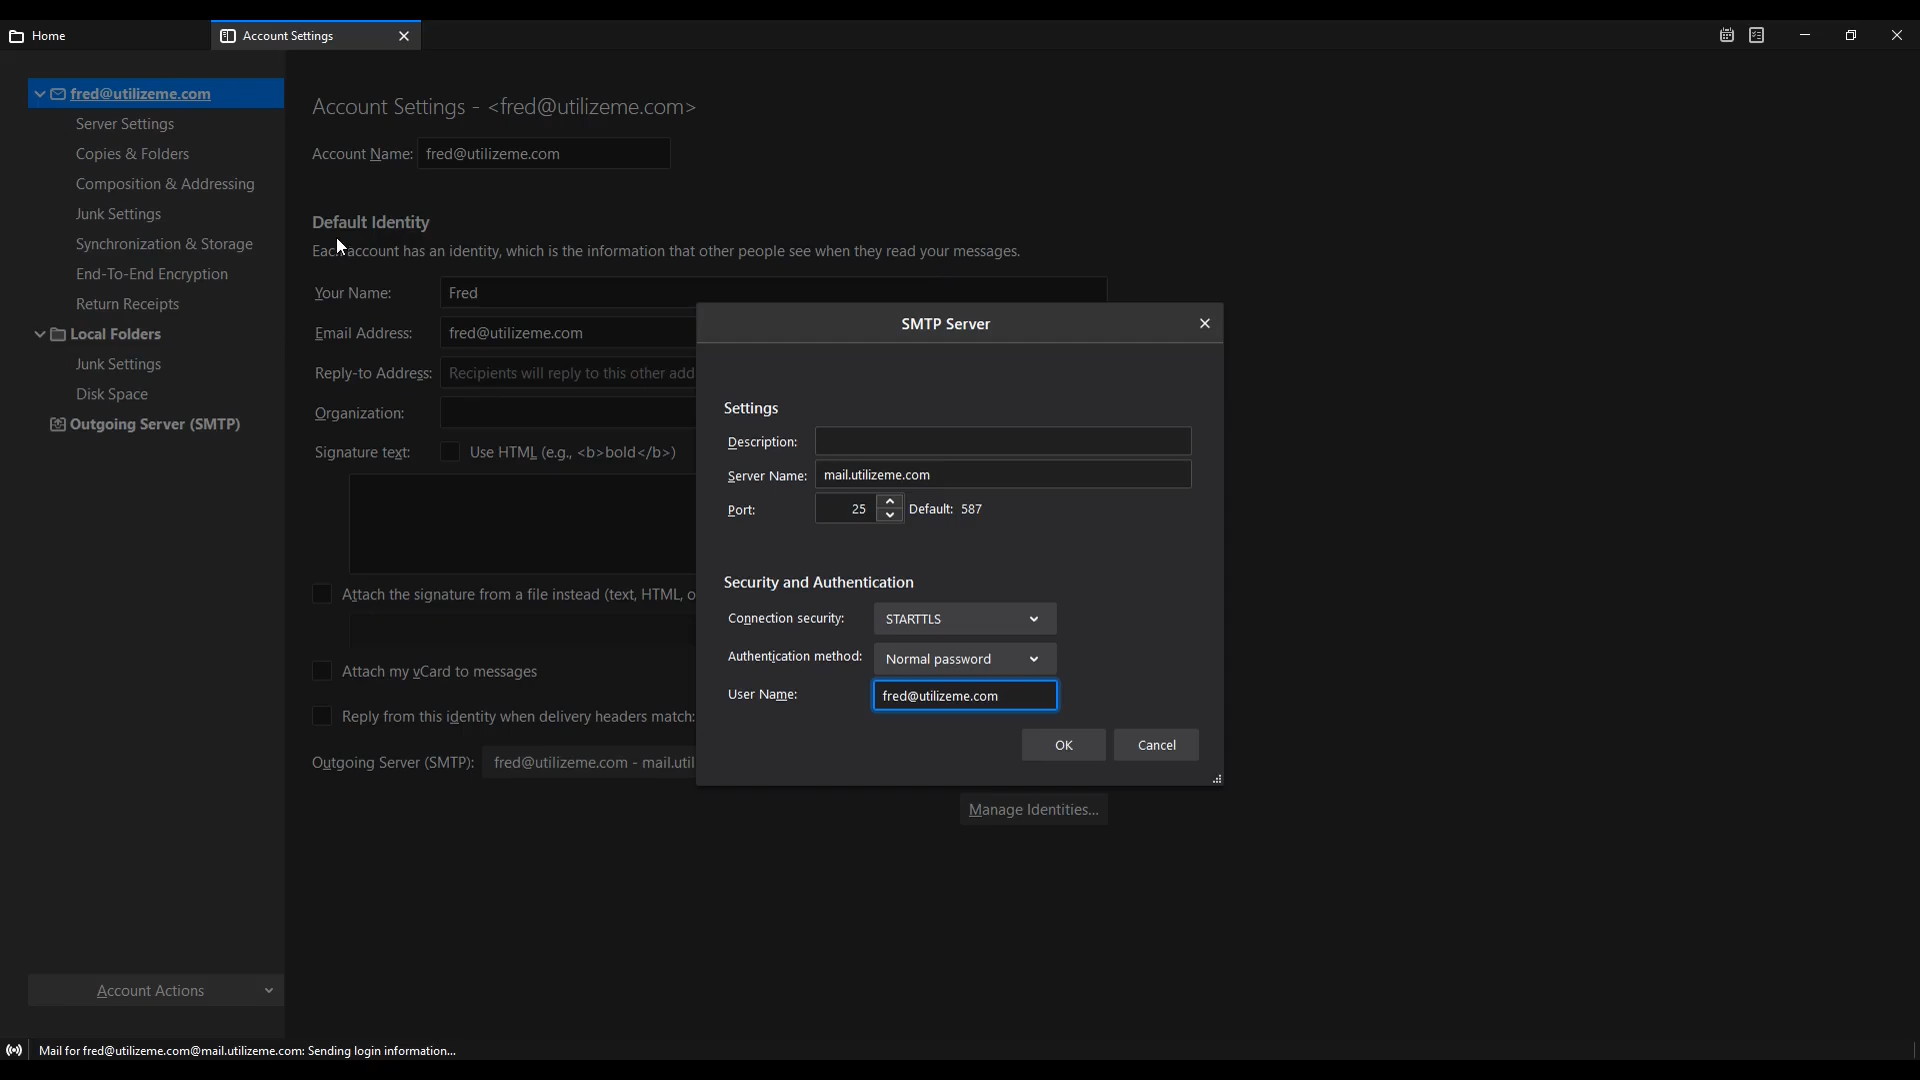 Home
Account Settings
fred@utilizeme.com
Server Settings
Copies & Folders
Composition & Addressing
Junk Settings
Synchronization & Storage
End-To-End Encryption
Return Receipts
Local Folders
Junk Settings
Disk Space
Outgoing Server (SMTP)
Account Actions
Account Settings - <fred@utilizeme.com>
Account Name: fred@utilizeme.com
Default Identity
Each account has an identity, which is the information that other people see when they read your messages.
Your Name: Fred
Email Address: fred@utilizeme.com
Reply-to Address: Recipients will reply to this other add
Organization:
Signature text: Use HTML (e.g., <b>bold</b>)
Attach the signature from a file instead (text, HTML, o
Attach my vCard to messages
Reply from this identity when delivery headers match:
Outgoing Server (SMTP): fred@utilizeme.com - mail.util
Manage Identities...
SMTP Server
Settings
Description:
Server Name: mail.utilizeme.com
Port: 25 Default: 587
Security and Authentication
Connection security: STARTTLS
Authentication method: Normal password
User Name: fred@utilizeme.com
OK Cancel
Mail for fred@utilizeme.com@mail.utilizeme.com: Sending login information...